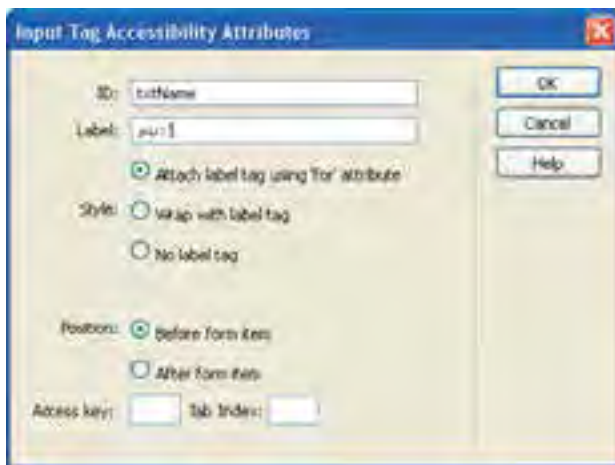 Input Tag Accessibility Attributes
ID: txtName
Label:
Attach label tag using 'for' attribute
Style: Wrap with label tag
No label tag
Position: Before form item
After form item
Access key: Tab Index:
OK
Cancel
Help